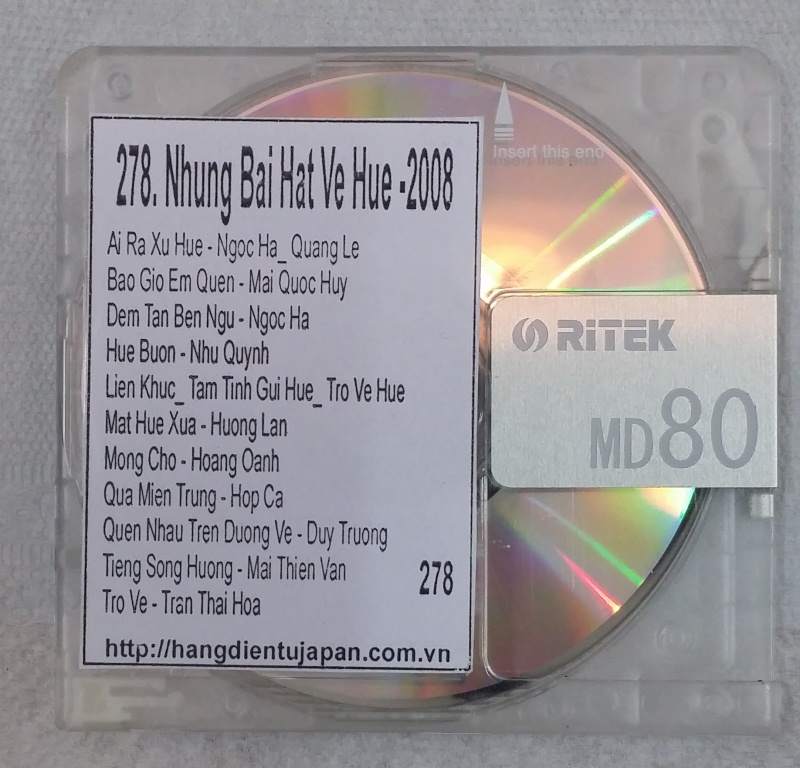 278. Nhung Bai Hat Ve Hue -2008
Ai Ra Xu Hue - Ngoc Ha_ Quang Le
Bao Gio Em Quen - Mai Quoc Huy
Dem Tan Ben Ngu - Ngoc Ha
Hue Buon - Nhu Quynh
Lien Khuc_ Tam Tinh Gui Hue_ Tro Ve Hue
Mat Hue Xua - Huong Lan
Mong Cho - Hoang Oanh
Qua Mien Trung - Hop Ca
Quen Nhau Tren Duong Ve - Duy Truong
Tieng Song Huong - Mai Thien Van
278
Tro Ve - Tran Thai Hoa
http://hangdientujapan.com.vn
Insert this end
RiTEK
MD80